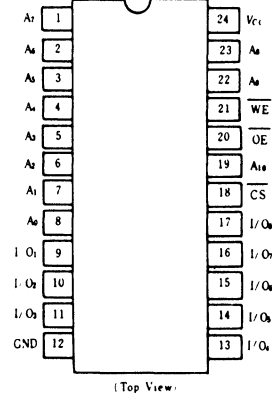 A₇ 1 24 Vcc
A₆ 2 23 A₈
A₅ 3 22 A₉
A₄ 4 21 WE
A₃ 5 20 OE
A₂ 6 19 A₁₀
A₁ 7 18 CS
A₀ 8 17 I/O₈
I/O₁ 9 16 I/O₇
I/O₂ 10 15 I/O₆
I/O₃ 11 14 I/O₅
GND 12 13 I/O₄
(Top View)